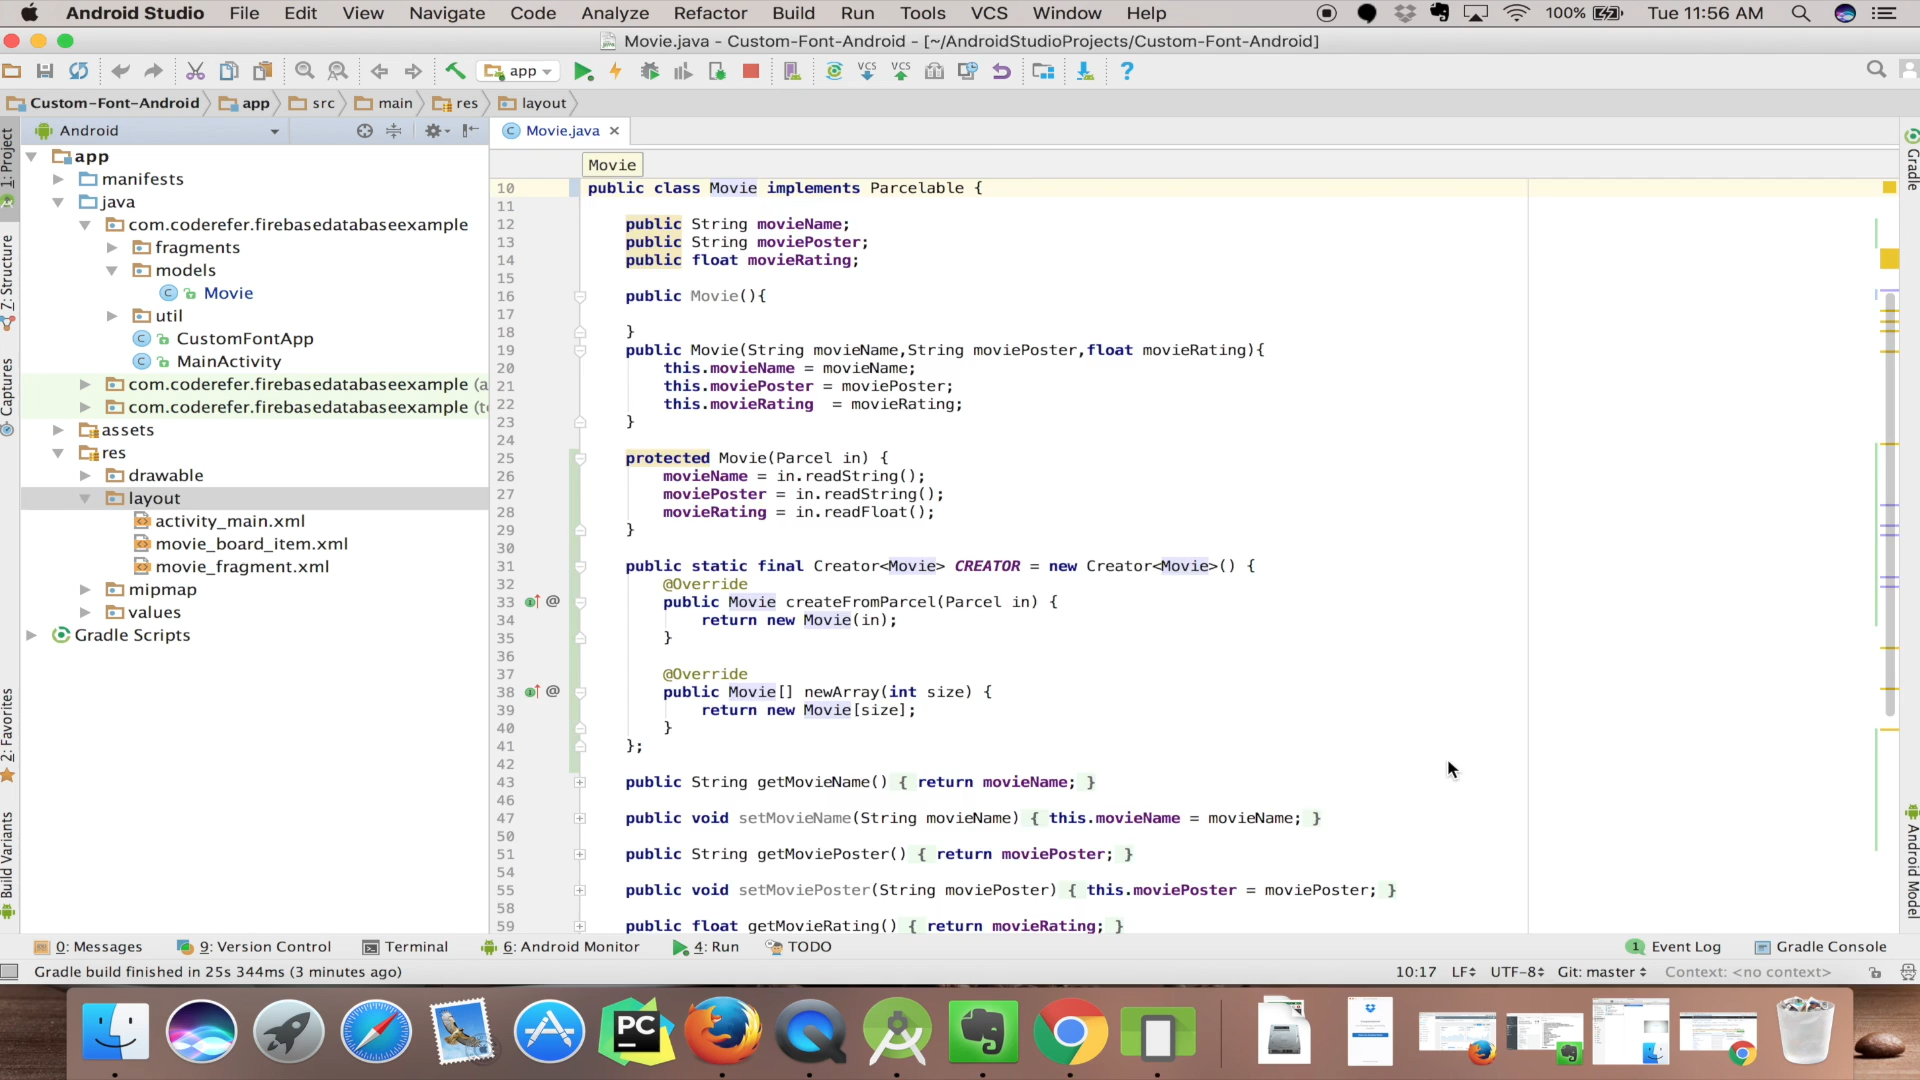 Android Studio File Edit View Navigate Code Analyze Refactor Build Run Tools VCS Window Help 100% Tue 11:56 AM
Movie.java - Custom-Font-Android - [~/AndroidStudioProjects/Custom-Font-Android]
app VCS VCS ?
Custom-Font-Android app src main res layout
Android Movie.java
Movie
1: Project
Z: Structure
Captures
2: Favorites
Build Variants
app
manifests
java
com.coderefer.firebasedatabaseexample
fragments
models
Movie
util
CustomFontApp
MainActivity
com.coderefer.firebasedatabaseexample (a
com.coderefer.firebasedatabaseexample (te
assets
res
drawable
layout
activity_main.xml
movie_board_item.xml
movie_fragment.xml
mipmap
values
Gradle Scripts
10 public class Movie implements Parcelable {
11
12 public String movieName;
13 public String moviePoster;
14 public float movieRating;
15
16 public Movie(){
17
18 }
19 public Movie(String movieName,String moviePoster,float movieRating){
20 this.movieName = movieName;
21 this.moviePoster = moviePoster;
22 this.movieRating  = movieRating;
23 }
24
25 protected Movie(Parcel in) {
26 movieName = in.readString();
27 moviePoster = in.readString();
28 movieRating = in.readFloat();
29 }
30
31 public static final Creator<Movie> CREATOR = new Creator<Movie>() {
32 @Override
33 public Movie createFromParcel(Parcel in) {
34 return new Movie(in);
35 }
36
37 @Override
38 public Movie[] newArray(int size) {
39 return new Movie[size];
40 }
41 };
42
43 public String getMovieName() { return movieName; }
46
47 public void setMovieName(String movieName) { this.movieName = movieName; }
50
51 public String getMoviePoster() { return moviePoster; }
54
55 public void setMoviePoster(String moviePoster) { this.moviePoster = moviePoster; }
58
59 public float getMovieRating() { return movieRating; }
Gradle
Android Model
0: Messages 9: Version Control Terminal 6: Android Monitor 4: Run TODO 1 Event Log Gradle Console
Gradle build finished in 25s 344ms (3 minutes ago) 10:17 LF UTF-8 Git: master Context: <no context>
PC